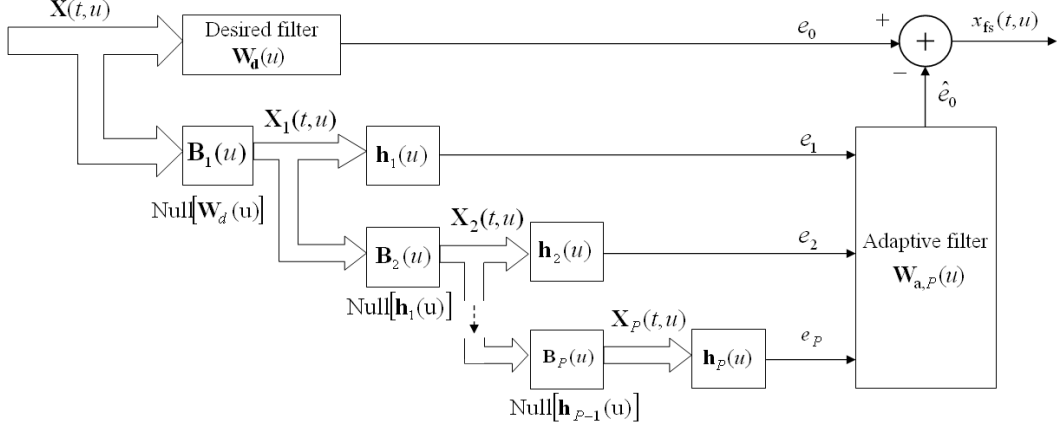 X(t,u)
Desired filter
W_d(u)
e_0
+
+
−
x_fs(t,u)
ê_0
B_1(u)
Null[W_d(u)]
X_1(t,u)
h_1(u)
e_1
B_2(u)
Null[h_1(u)]
X_2(t,u)
h_2(u)
e_2
Adaptive filter
W_a,P(u)
B_P(u)
Null[h_P−1(u)]
X_P(t,u)
h_P(u)
e_P